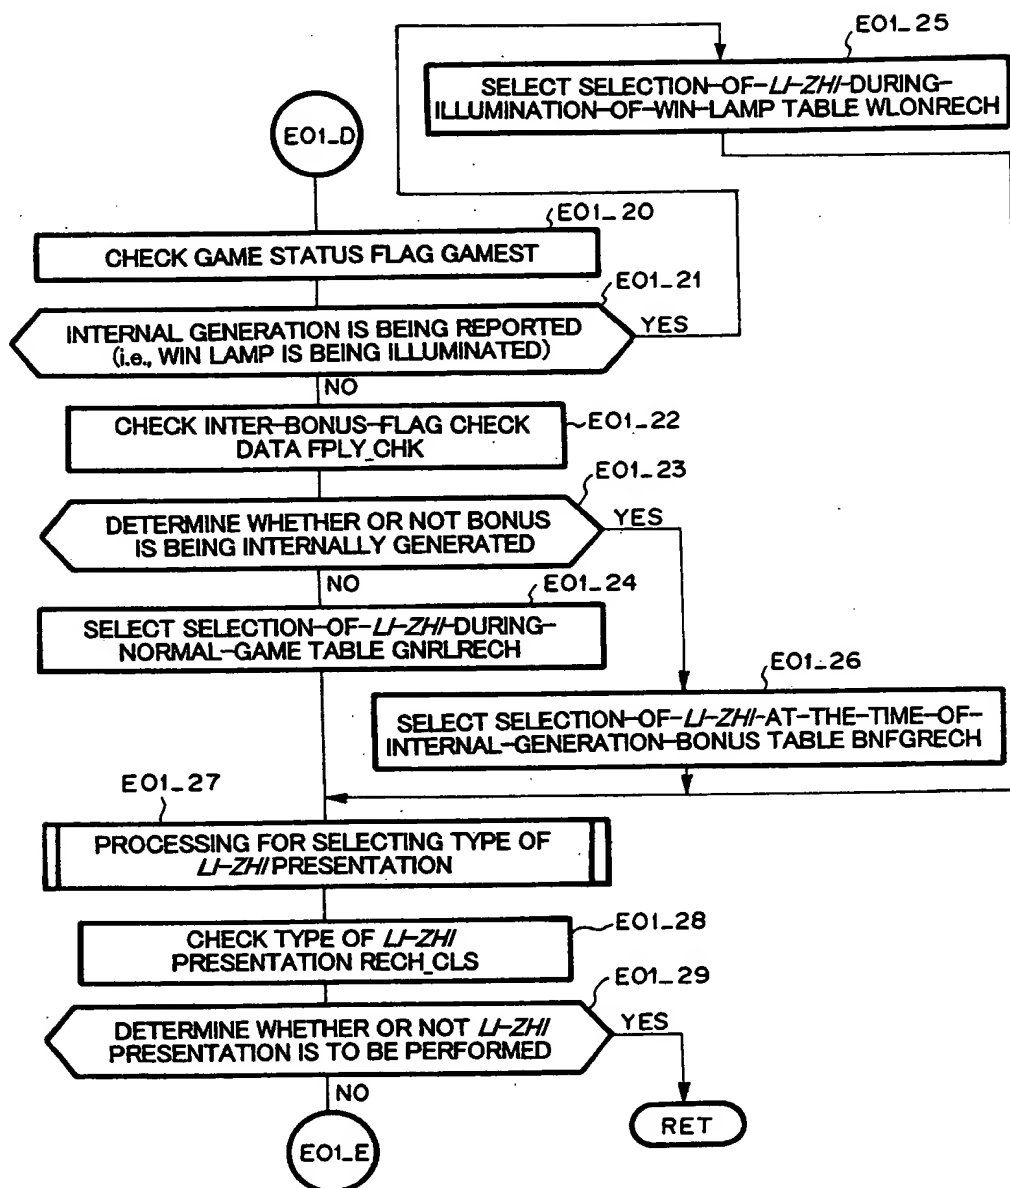 E01_25
SELECT SELECTION-OF-LI-ZHI-DURING-
ILLUMINATION-OF-WIN-LAMP TABLE WLONRECH
E01_D
E01_20
CHECK GAME STATUS FLAG GAMEST
E01_21
INTERNAL GENERATION IS BEING REPORTED
(i.e., WIN LAMP IS BEING ILLUMINATED)
YES
NO
CHECK INTER-BONUS-FLAG CHECK
DATA FPLY_CHK
E01_22
E01_23
DETERMINE WHETHER OR NOT BONUS
IS BEING INTERNALLY GENERATED
YES
NO
E01_24
SELECT SELECTION-OF-LI-ZHI-DURING-
NORMAL-GAME TABLE GNRLRECH
E01_26
SELECT SELECTION-OF-LI-ZHI-AT-THE-TIME-OF-
INTERNAL-GENERATION-BONUS TABLE BNFGRECH
E01_27
PROCESSING FOR SELECTING TYPE OF
LI-ZHI PRESENTATION
E01_28
CHECK TYPE OF LI-ZHI
PRESENTATION RECH_CLS
E01_29
DETERMINE WHETHER OR NOT LI-ZHI
PRESENTATION IS TO BE PERFORMED
YES
NO
RET
E01_E